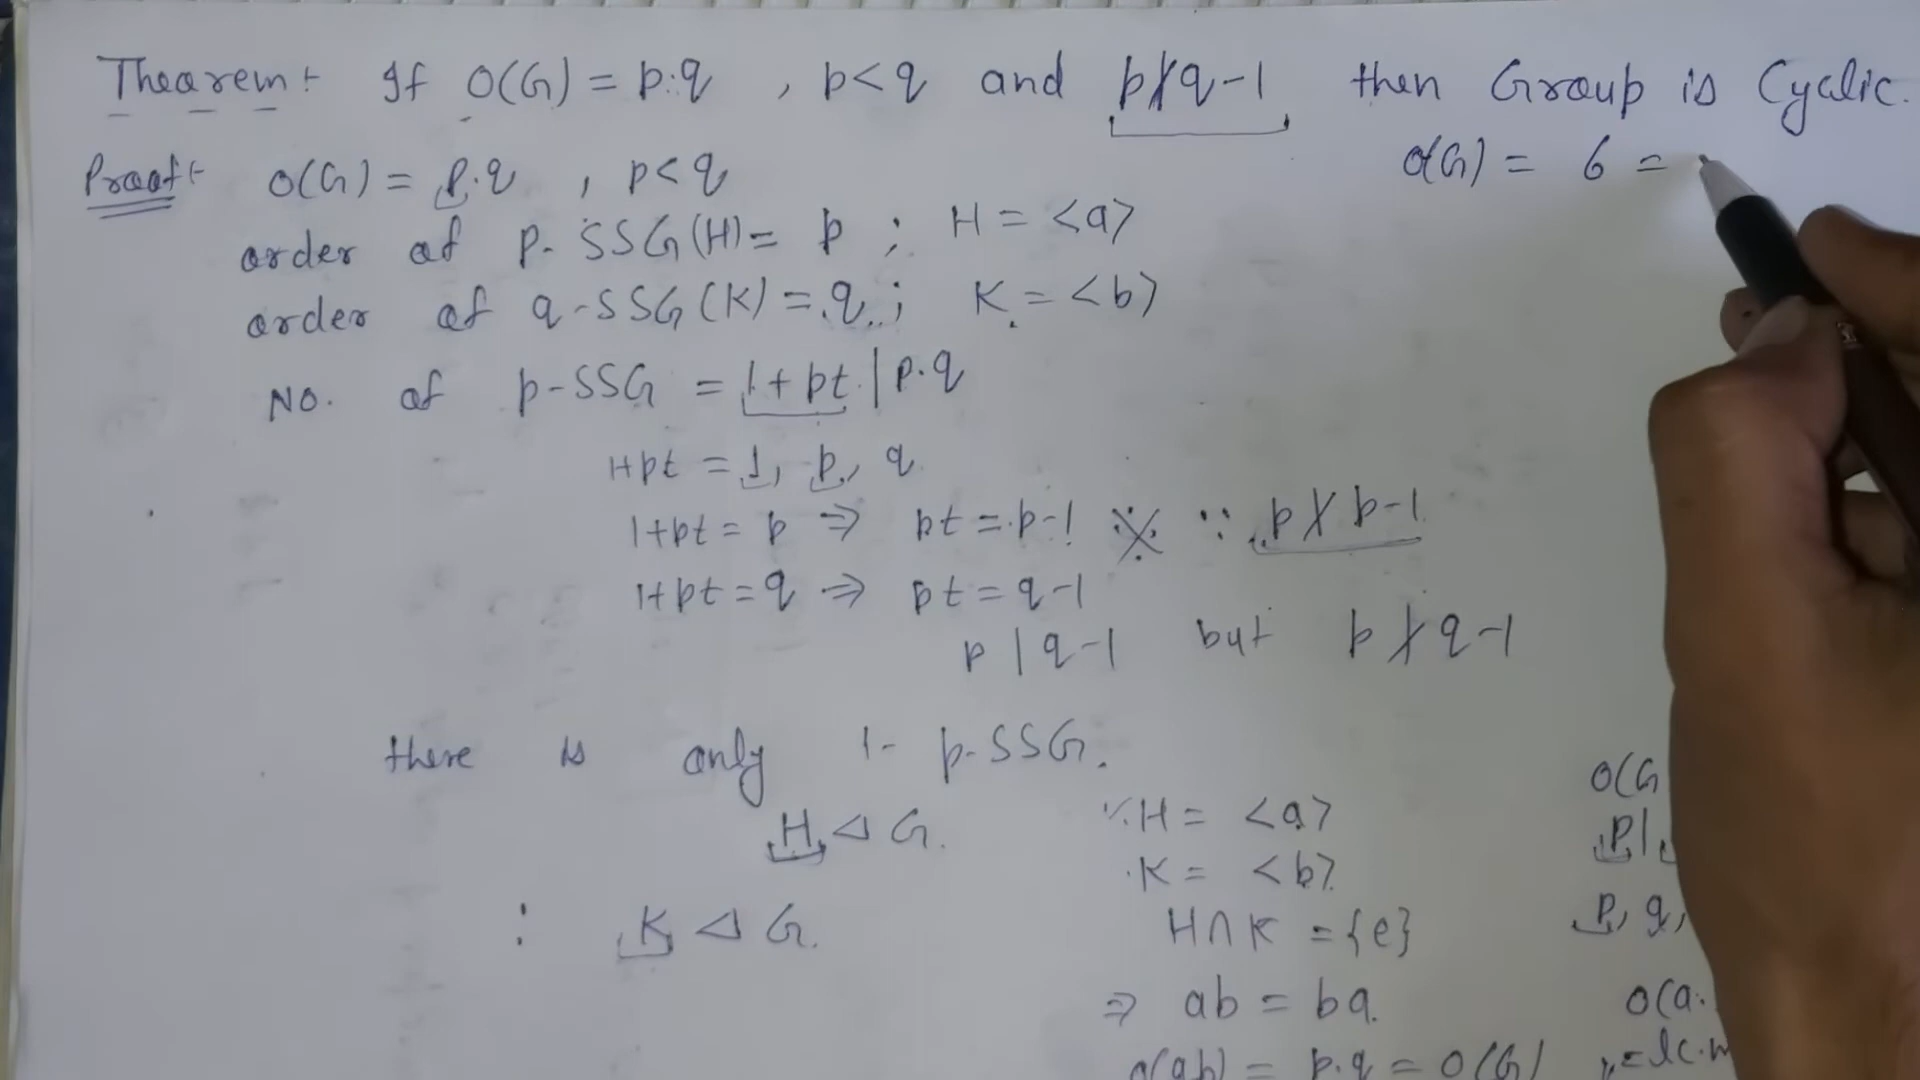 Theorem:- If O(G) = p.q , p<q and p∤q-1 then Group is Cyclic.
O(G) = 6 =
Proof:- O(G) = p.q , p<q
order of p-SSG(H) = p ; H = <a>
order of q-SSG(K) = q ; K = <b>
No. of p-SSG = 1+pt | p.q
1+pt = 1, p, q
1+pt = p ⇒ pt = p-1 ※ ∵ p∤p-1
1+pt = q ⇒ pt = q-1
p | q-1 but p∤q-1
there is only 1- p-SSG.
H ⊲ G.
∵ H = <a>
K = <b>
: K ⊲ G.
H∩K = {e}
⇒ ab = ba.
o(ab) = p.q = O(G)
O(G
p|
p, q,
o(a.